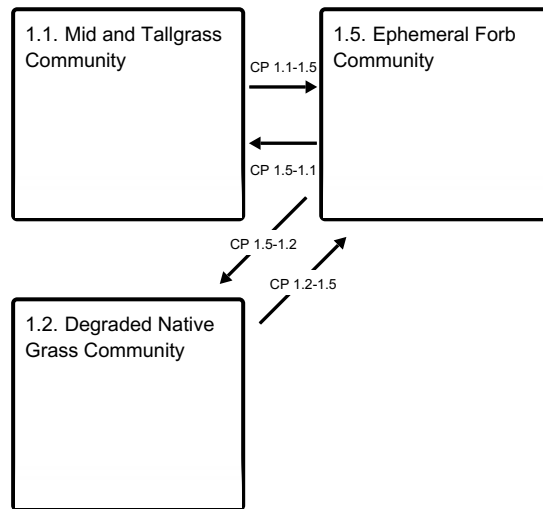 1.1. Mid and Tallgrass
Community
CP 1.1-1.5
1.5. Ephemeral Forb
Community
CP 1.5-1.1
CP 1.5-1.2
CP 1.2-1.5
1.2. Degraded Native
Grass Community